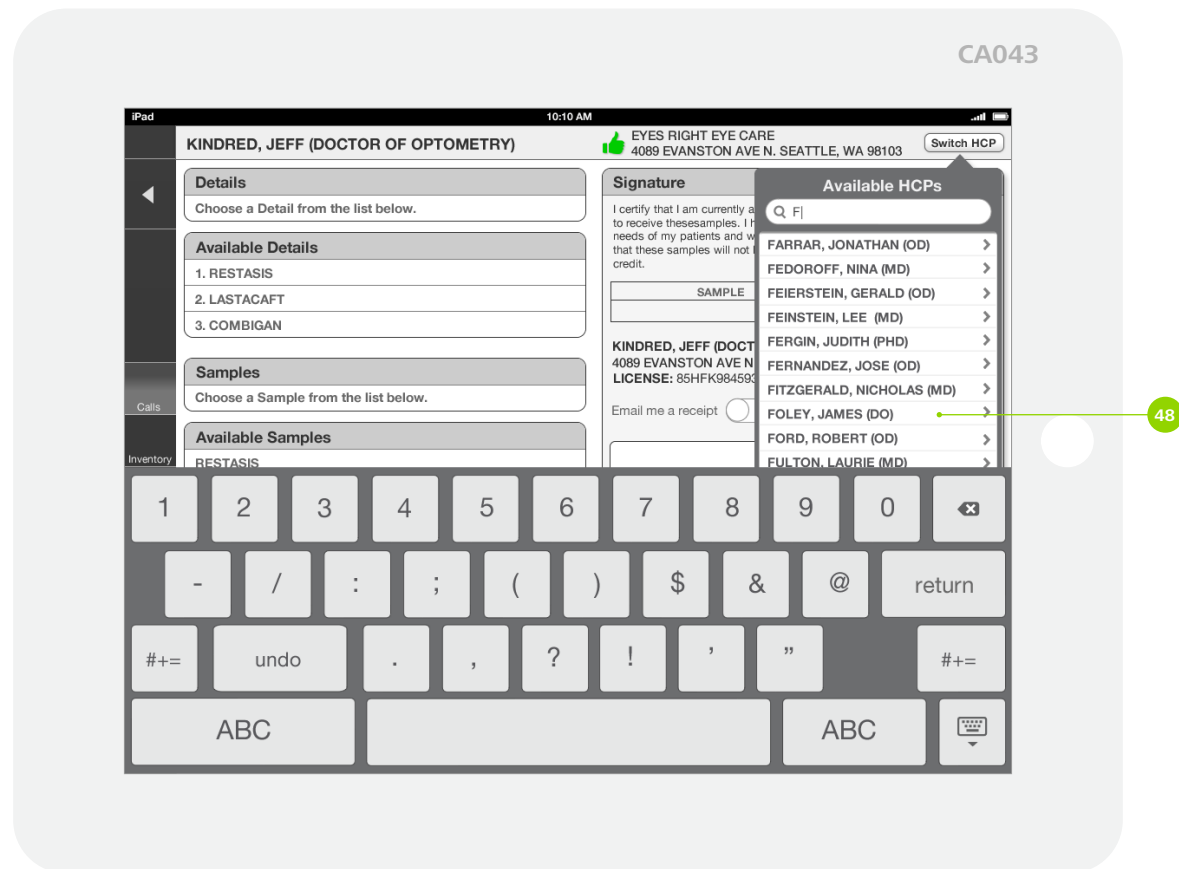 CA043
iPad
10:10 AM
KINDRED, JEFF (DOCTOR OF OPTOMETRY)
EYES RIGHT EYE CARE
4089 EVANSTON AVE N. SEATTLE, WA 98103
Switch HCP
Calls
Inventory
Details
Choose a Detail from the list below.
Available Details
1. RESTASIS
2. LASTACAFT
3. COMBIGAN
Samples
Choose a Sample from the list below.
Available Samples
RESTASIS
Signature
I certify that I am currently a
to receive thesesamples. I h
needs of my patients and w
that these samples will not
credit.
SAMPLE
KINDRED, JEFF (DOCT
4089 EVANSTON AVE N
LICENSE: 85HFK984593
Email me a receipt
Available HCPs
F
FARRAR, JONATHAN (OD)
FEDOROFF, NINA (MD)
FEIERSTEIN, GERALD (OD)
FEINSTEIN, LEE (MD)
FERGIN, JUDITH (PHD)
FERNANDEZ, JOSE (OD)
FITZGERALD, NICHOLAS (MD)
FOLEY, JAMES (DO)
FORD, ROBERT (OD)
FULTON, LAURIE (MD)
48
1 2 3 4 5 6 7 8 9 0
- / : ; ( ) $ & @ return
#+= undo . , ? ! ’ ” #+=
ABC ABC